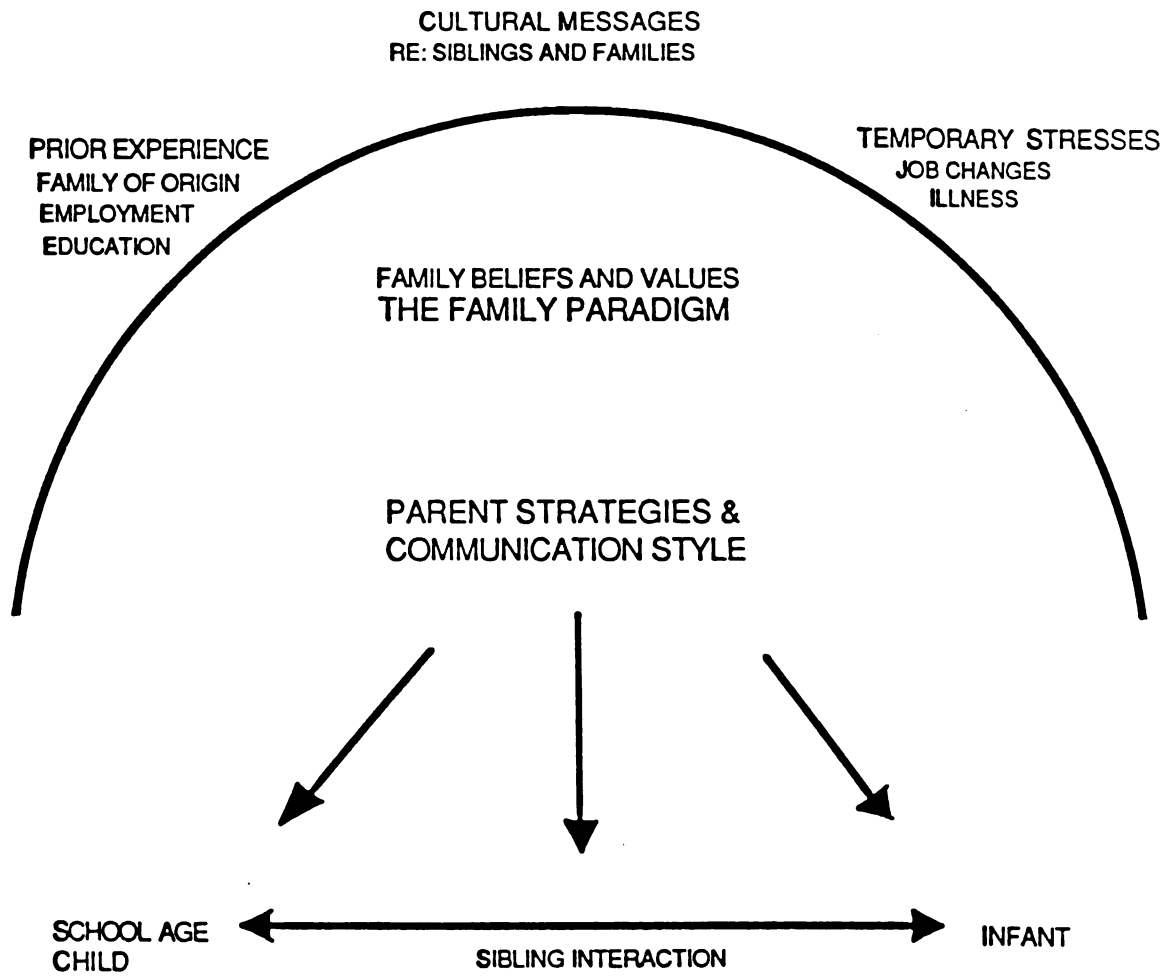 CULTURAL MESSAGES
RE: SIBLINGS AND FAMILIES
PRIOR EXPERIENCE
FAMILY OF ORIGIN
EMPLOYMENT
EDUCATION
TEMPORARY STRESSES
JOB CHANGES
ILLNESS
FAMILY BELIEFS AND VALUES
THE FAMILY PARADIGM
PARENT STRATEGIES &
COMMUNICATION STYLE
SCHOOL AGE
CHILD
SIBLING INTERACTION
INFANT